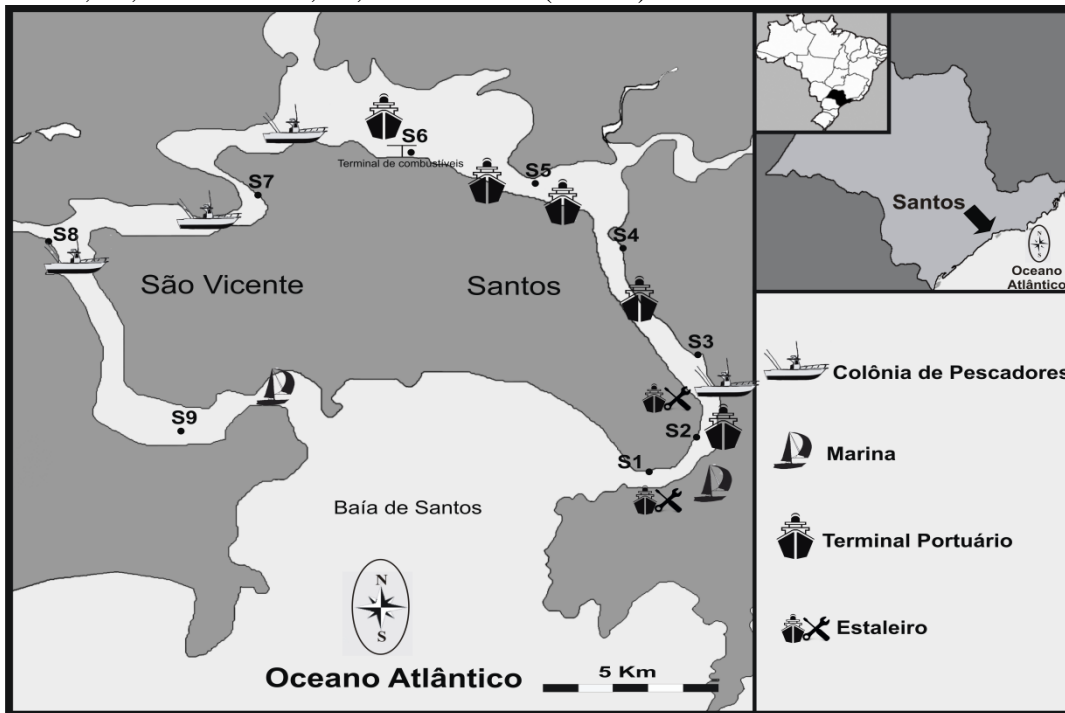 S6
Terminal de combustíveis
S5
S7
S8
S4
São Vicente
Santos
S3
S9
S2
S1
Baía de Santos
N
S
Oceano Atlântico
5 Km
Santos
N
S
Oceano
Atlântico
Colônia de Pescadores
Marina
Terminal Portuário
Estaleiro